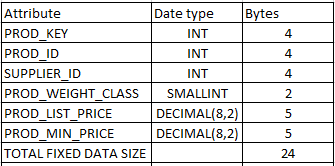 Attribute Date type Bytes
PROD_KEY INT 4
PROD_ID INT 4
SUPPLIER_ID INT 4
PROD_WEIGHT_CLASS SMALLINT 2
PROD_LIST_PRICE DECIMAL(8,2) 5
PROD_MIN_PRICE DECIMAL(8,2) 5
TOTAL FIXED DATA SIZE 24